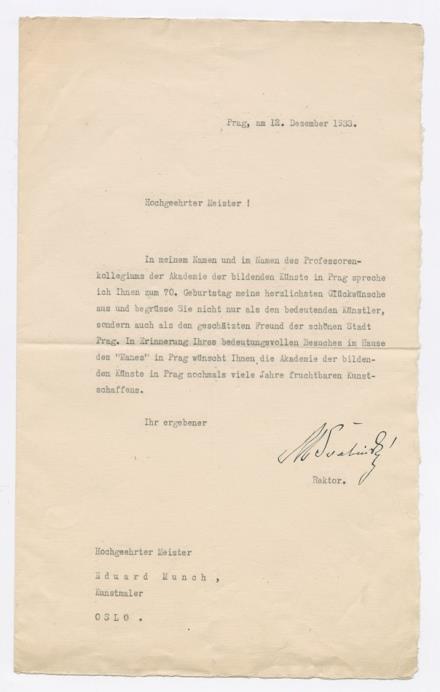 Prag, am 12. Dezember 1933.
Hochgeehrter Meister !
In meinem Namen und im Namen des Professoren-
kollegiums der Akademie der bildenden Künste in Prag spreche
ich Ihnen zum 70. Geburtstag meine herzlichsten Glückwünsche
aus und begrüsse Sie nicht nur als den bedeutenden Künstler,
sondern auch als den geschätzten Freund der schönen Stadt
Prag. In Erinnerung Ihres bedeutungsvollen Besuches im Hause
des "Manes" in Prag wünscht Ihnen die Akademie der bilden-
den Künste in Prag nochmals viele Jahre fruchtbaren Kunst-
schaffens.
Ihr ergebener
Rektor.
Hochgeehrter Meister
Eduard Munch ,
Kunstmaler
OSLO .